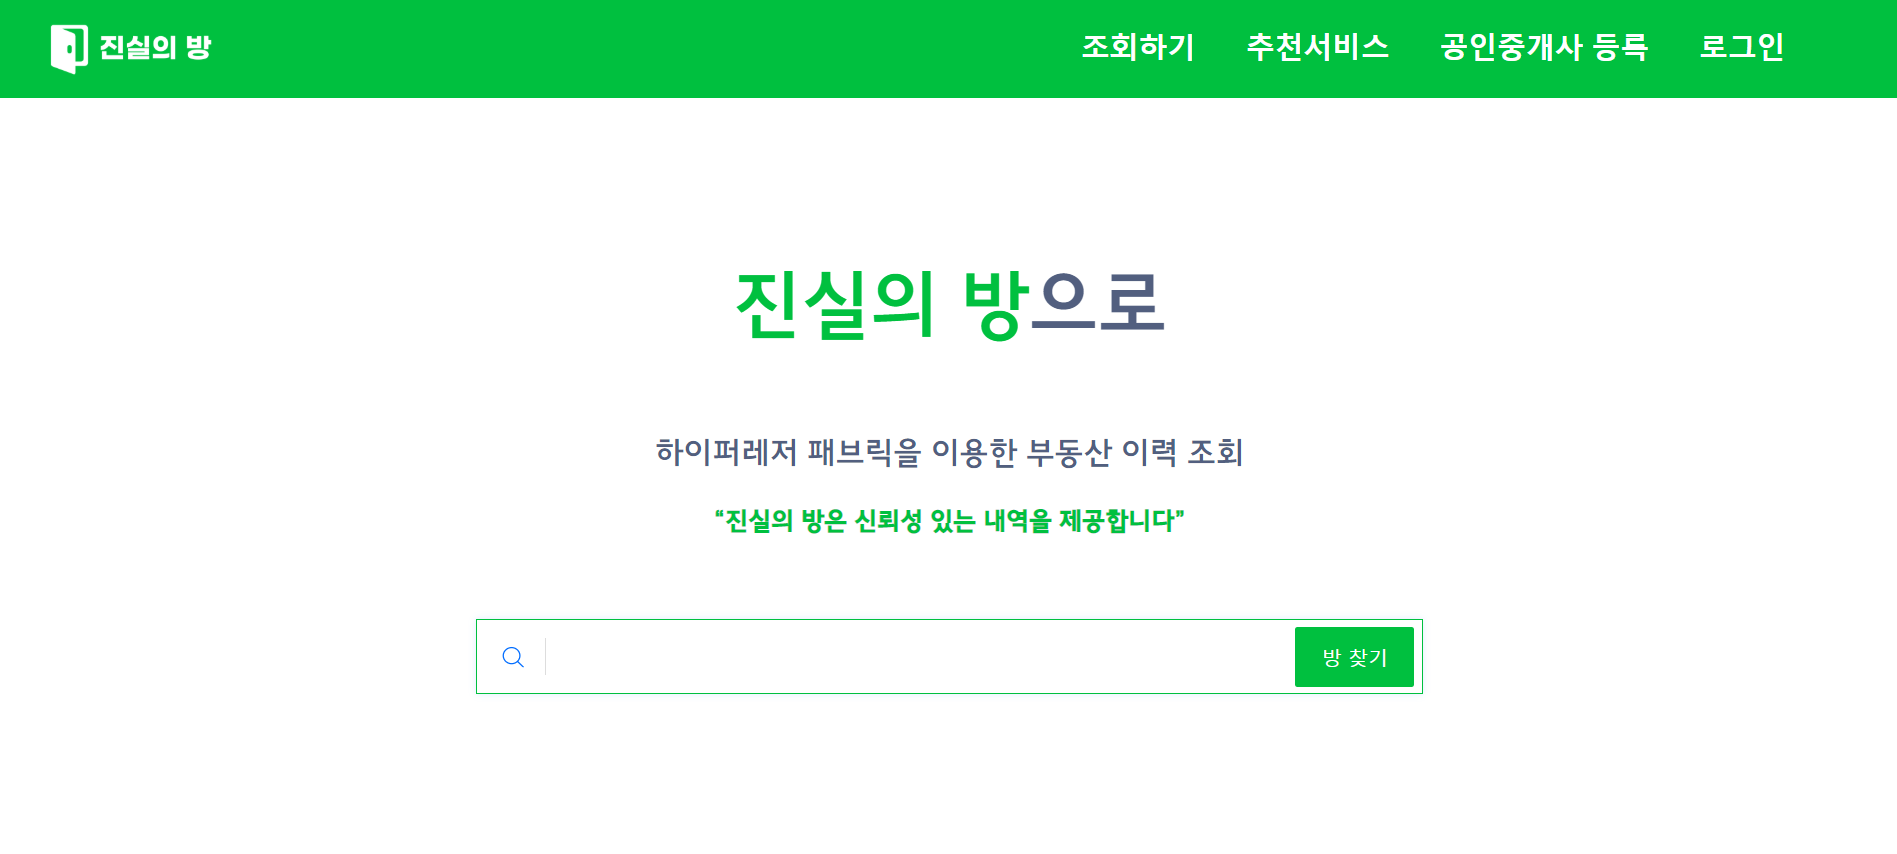 진실의 방
조회하기 추천서비스 공인중개사 등록 로그인
진실의 방으로
하이퍼레저 패브릭을 이용한 부동산 이력 조회
“진실의 방은 신뢰성 있는 내역을 제공합니다”
방 찾기